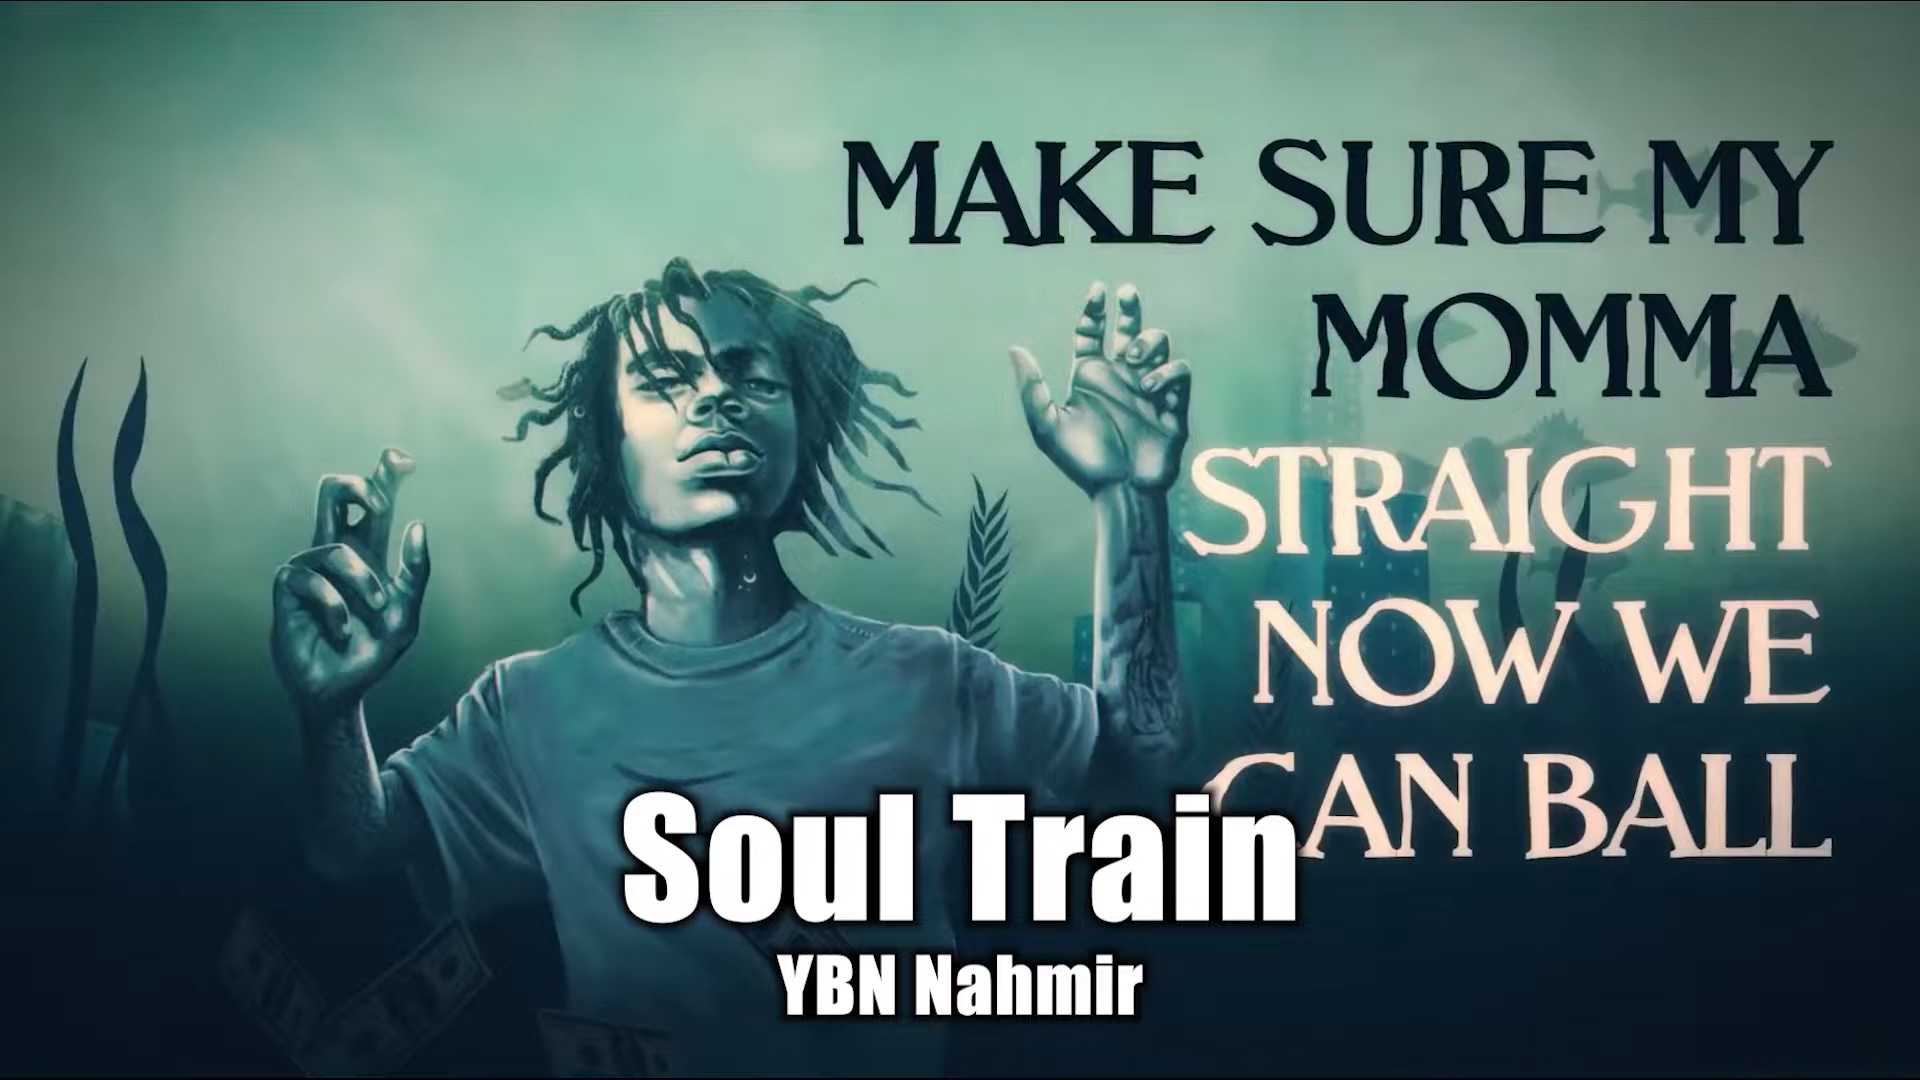 MAKE SURE MY
MOMMA
STRAIGHT
NOW WE
CAN BALL
Soul Train
YBN Nahmir